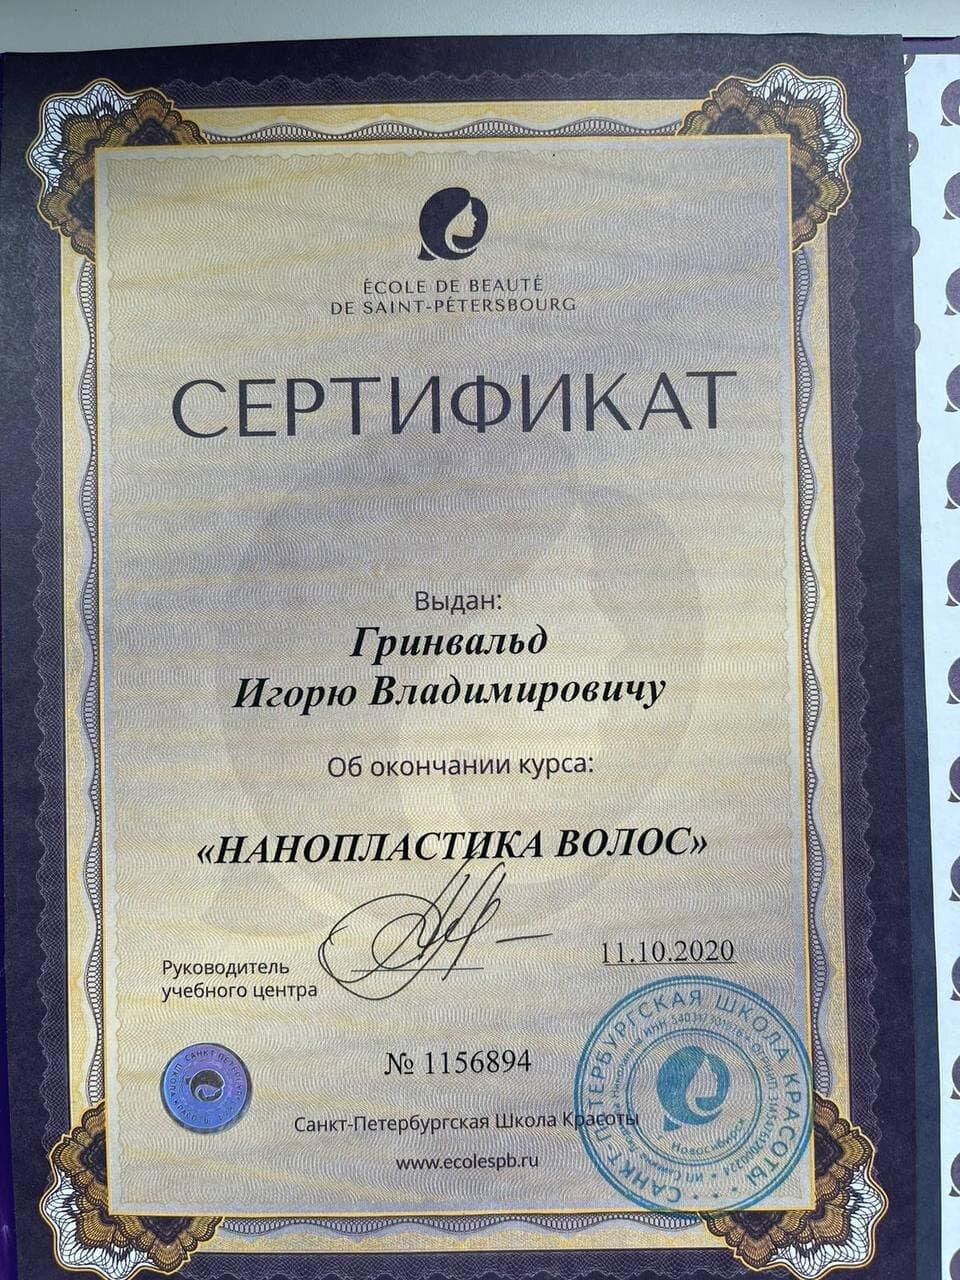 ÉCOLE DE BEAUTÉ
DE SAINT-PÉTERSBOURG
СЕРТИФИКАТ
Выдан:
Гринвальд
Игорю Владимировичу
Об окончании курса:
«НАНОПЛАСТИКА ВОЛОС»
11.10.2020
Руководитель
учебного центра
№ 1156894
Санкт-Петербургская Школа Красоты
www.ecolespb.ru
САНКТ-ПЕТЕРБУРГСКАЯ ШКОЛА КРАСОТЫ
г. Новосибирск